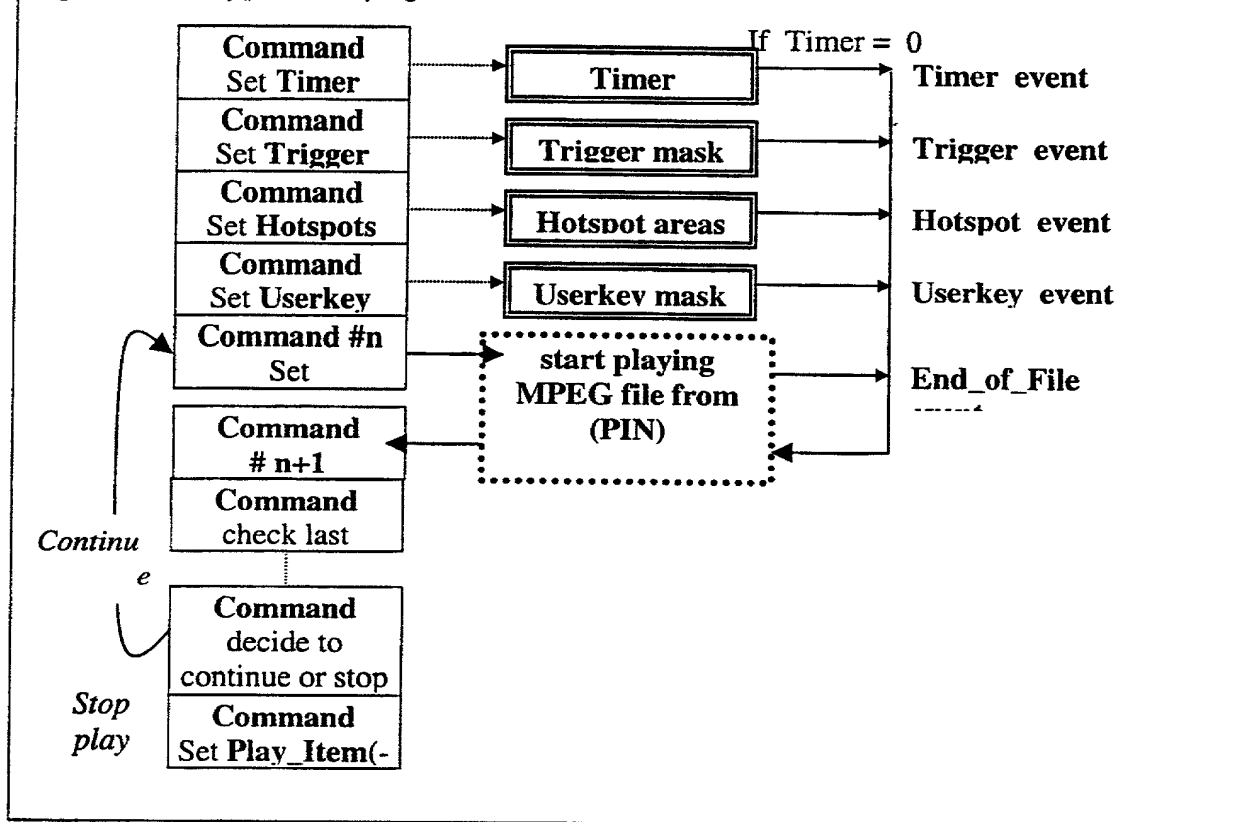 Command
Set Timer
Command
Set Trigger
Command
Set Hotspots
Command
Set Userkey
Command #n
Set
Command
# n+1
Command
check last
Command
decide to
continue or stop
Command
Set Play_Item(-
Continu
e
Stop
play
Timer
Trigger mask
Hotspot areas
Userkey mask
start playing
MPEG file from
(PIN)
If Timer = 0
Timer event
Trigger event
Hotspot event
Userkey event
End_of_File